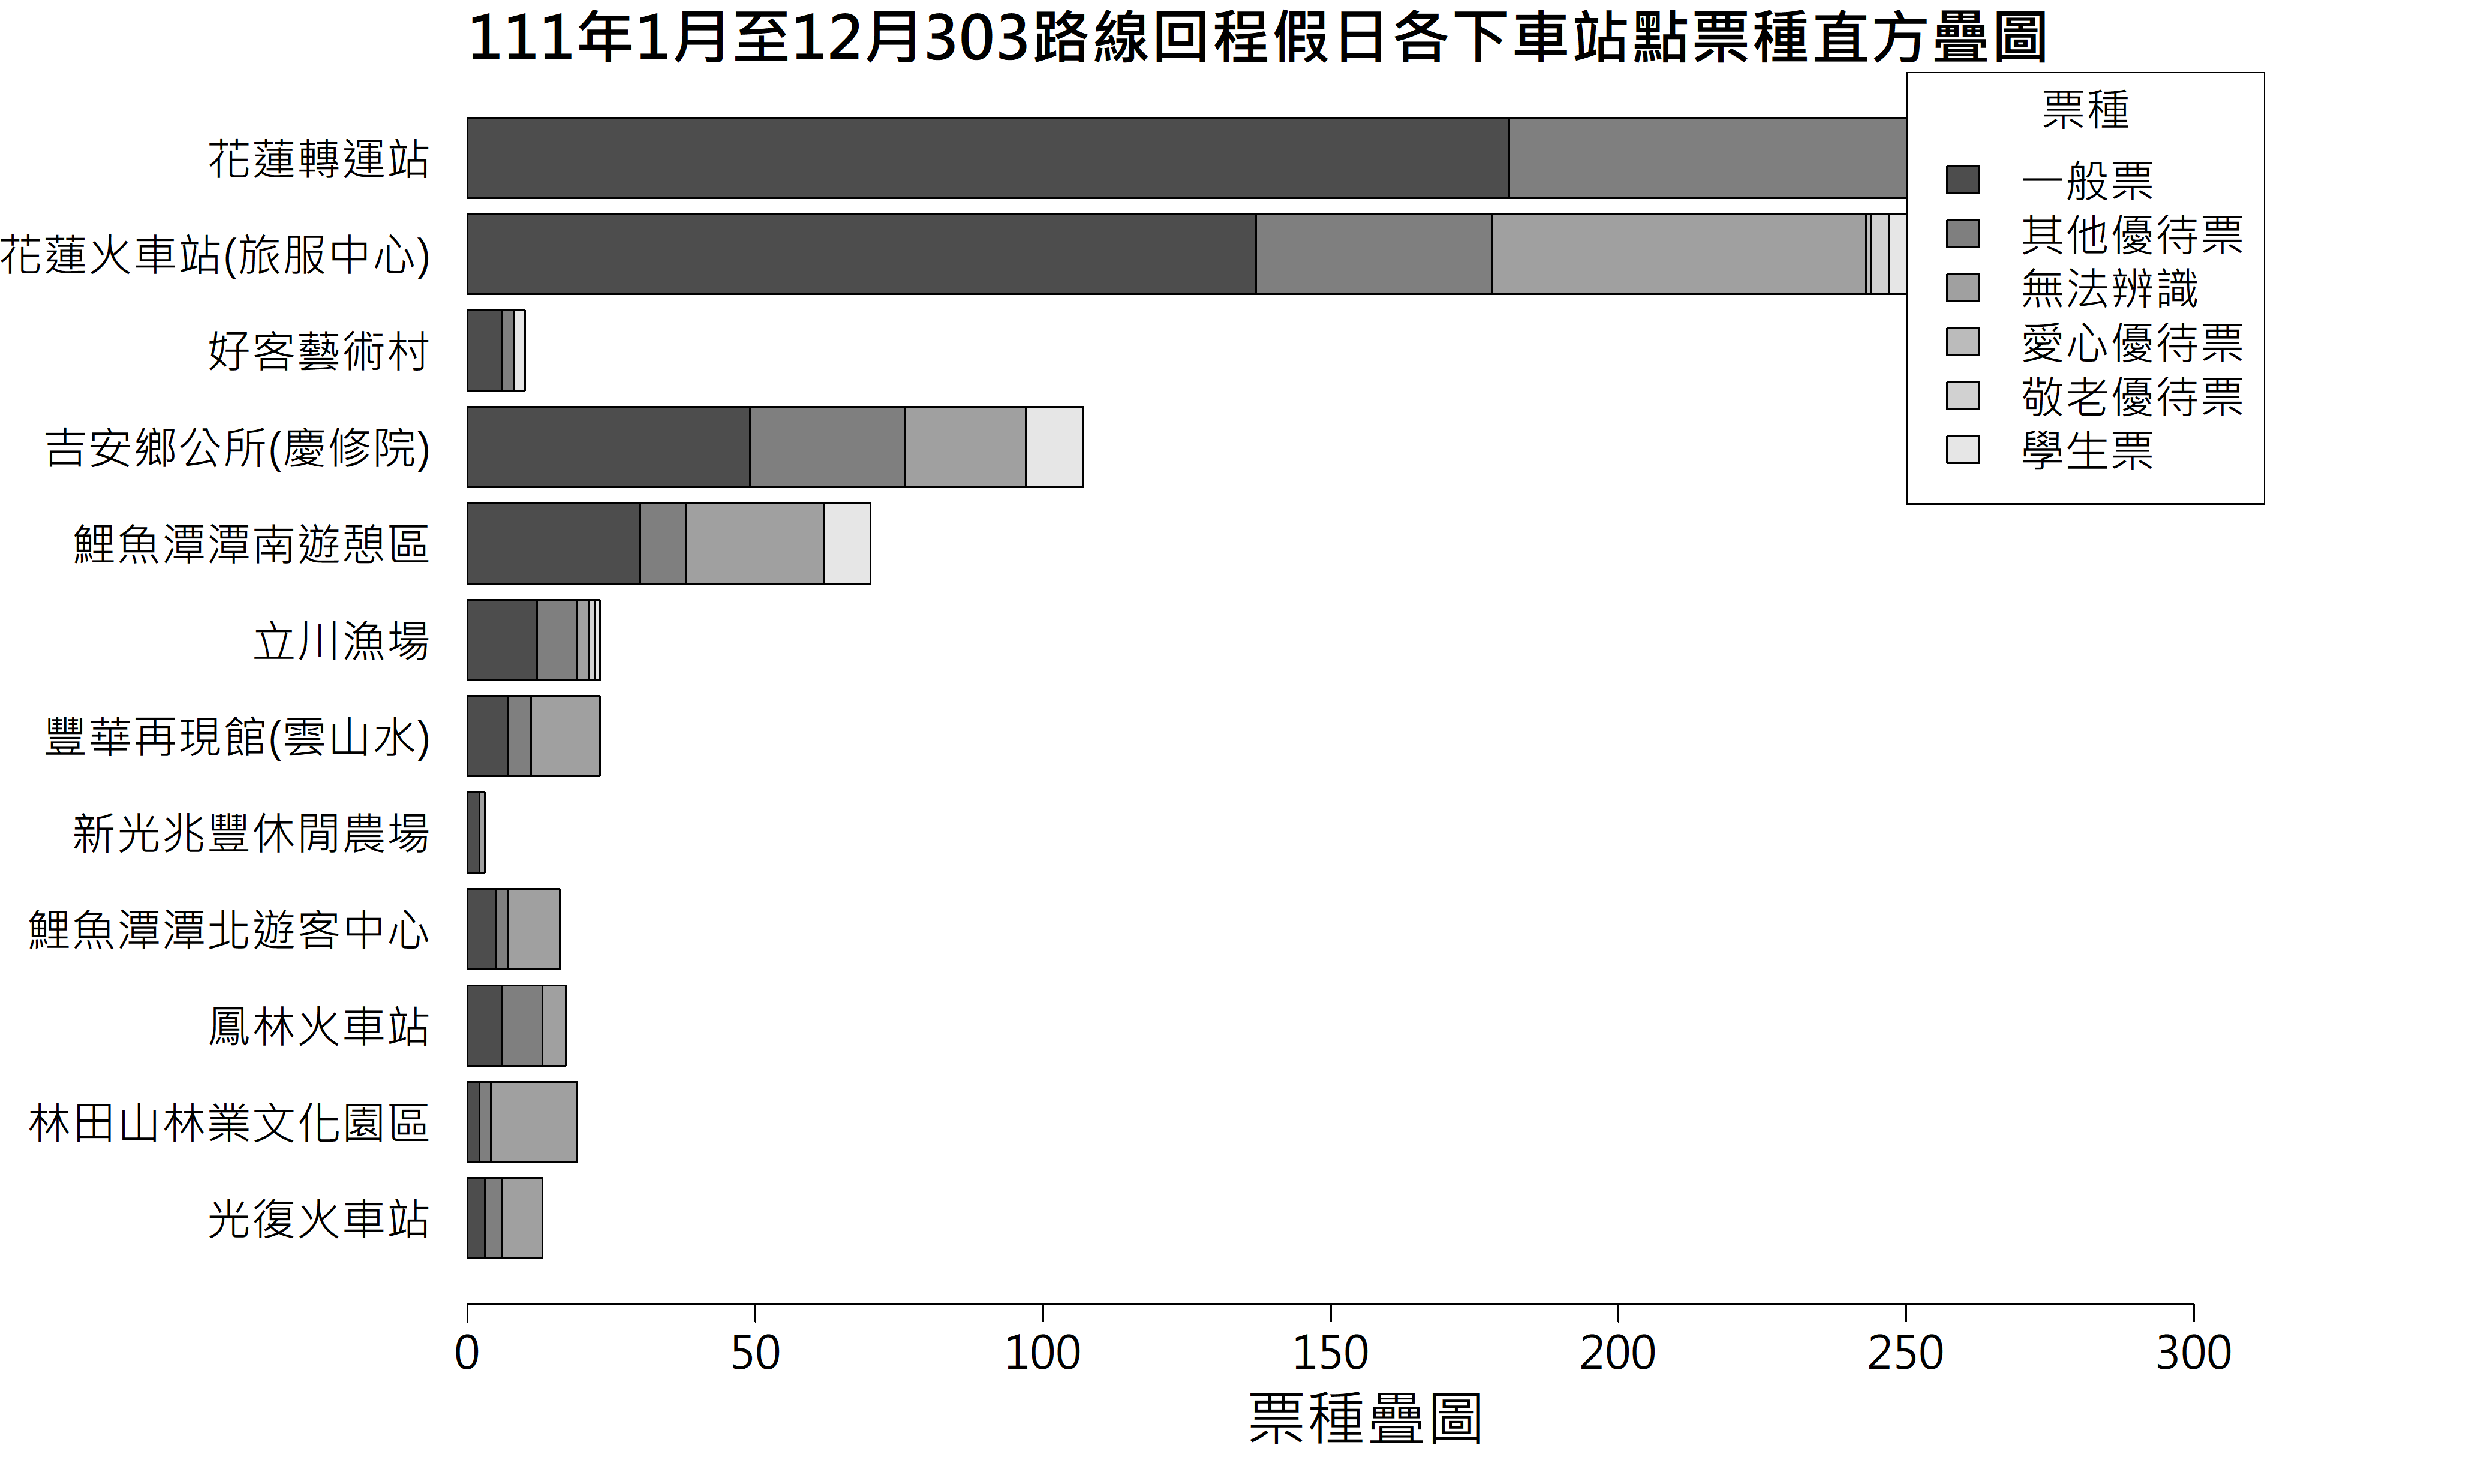 111年1月至12月303路線回程假日各下車站點票種直方疊圖
票種
一般票
其他優待票
無法辨識
愛心優待票
敬老優待票
學生票
花蓮轉運站
花蓮火車站(旅服中心)
好客藝術村
吉安鄉公所(慶修院)
鯉魚潭潭南遊憩區
立川漁場
豐華再現館(雲山水)
新光兆豐休閒農場
鯉魚潭潭北遊客中心
鳳林火車站
林田山林業文化園區
光復火車站
0 50 100 150 200 250 300
票種疊圖